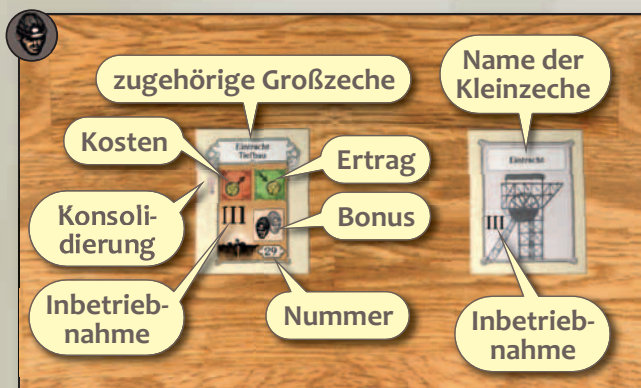 zugehörige Großzeche
Name der
Kleinzeche
Kosten
Eintracht
Tiefbau
Ertrag
Eintracht
Konsoli-
dierung
III
Bonus
III
29
Inbetrieb-
nahme
Nummer
Inbetrieb-
nahme